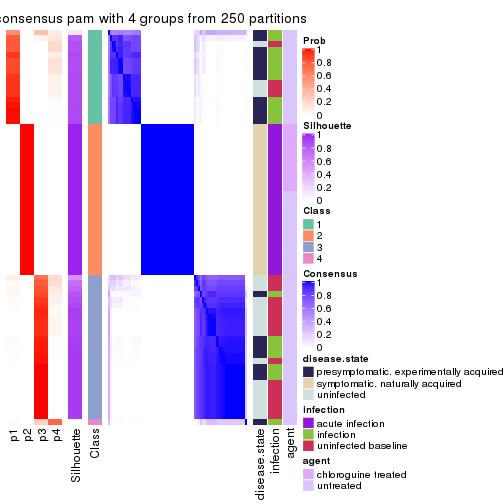 consensus pam with 4 groups from 250 partitions
Prob
1
0.8
0.6
0.4
0.2
0
Silhouette
1
0.8
0.6
0.4
0.2
0
Class
1
2
3
4
Consensus
1
0.8
0.6
0.4
0.2
0
disease.state
presymptomatic. experimentally acquired
symptomatic. naturally acquired
uninfected
infection
acute infection
infection
uninfected baseline
agent
chloroguine treated
untreated
p1
p2
p3
p4
Silhouette
Class
disease.state
infection
agent